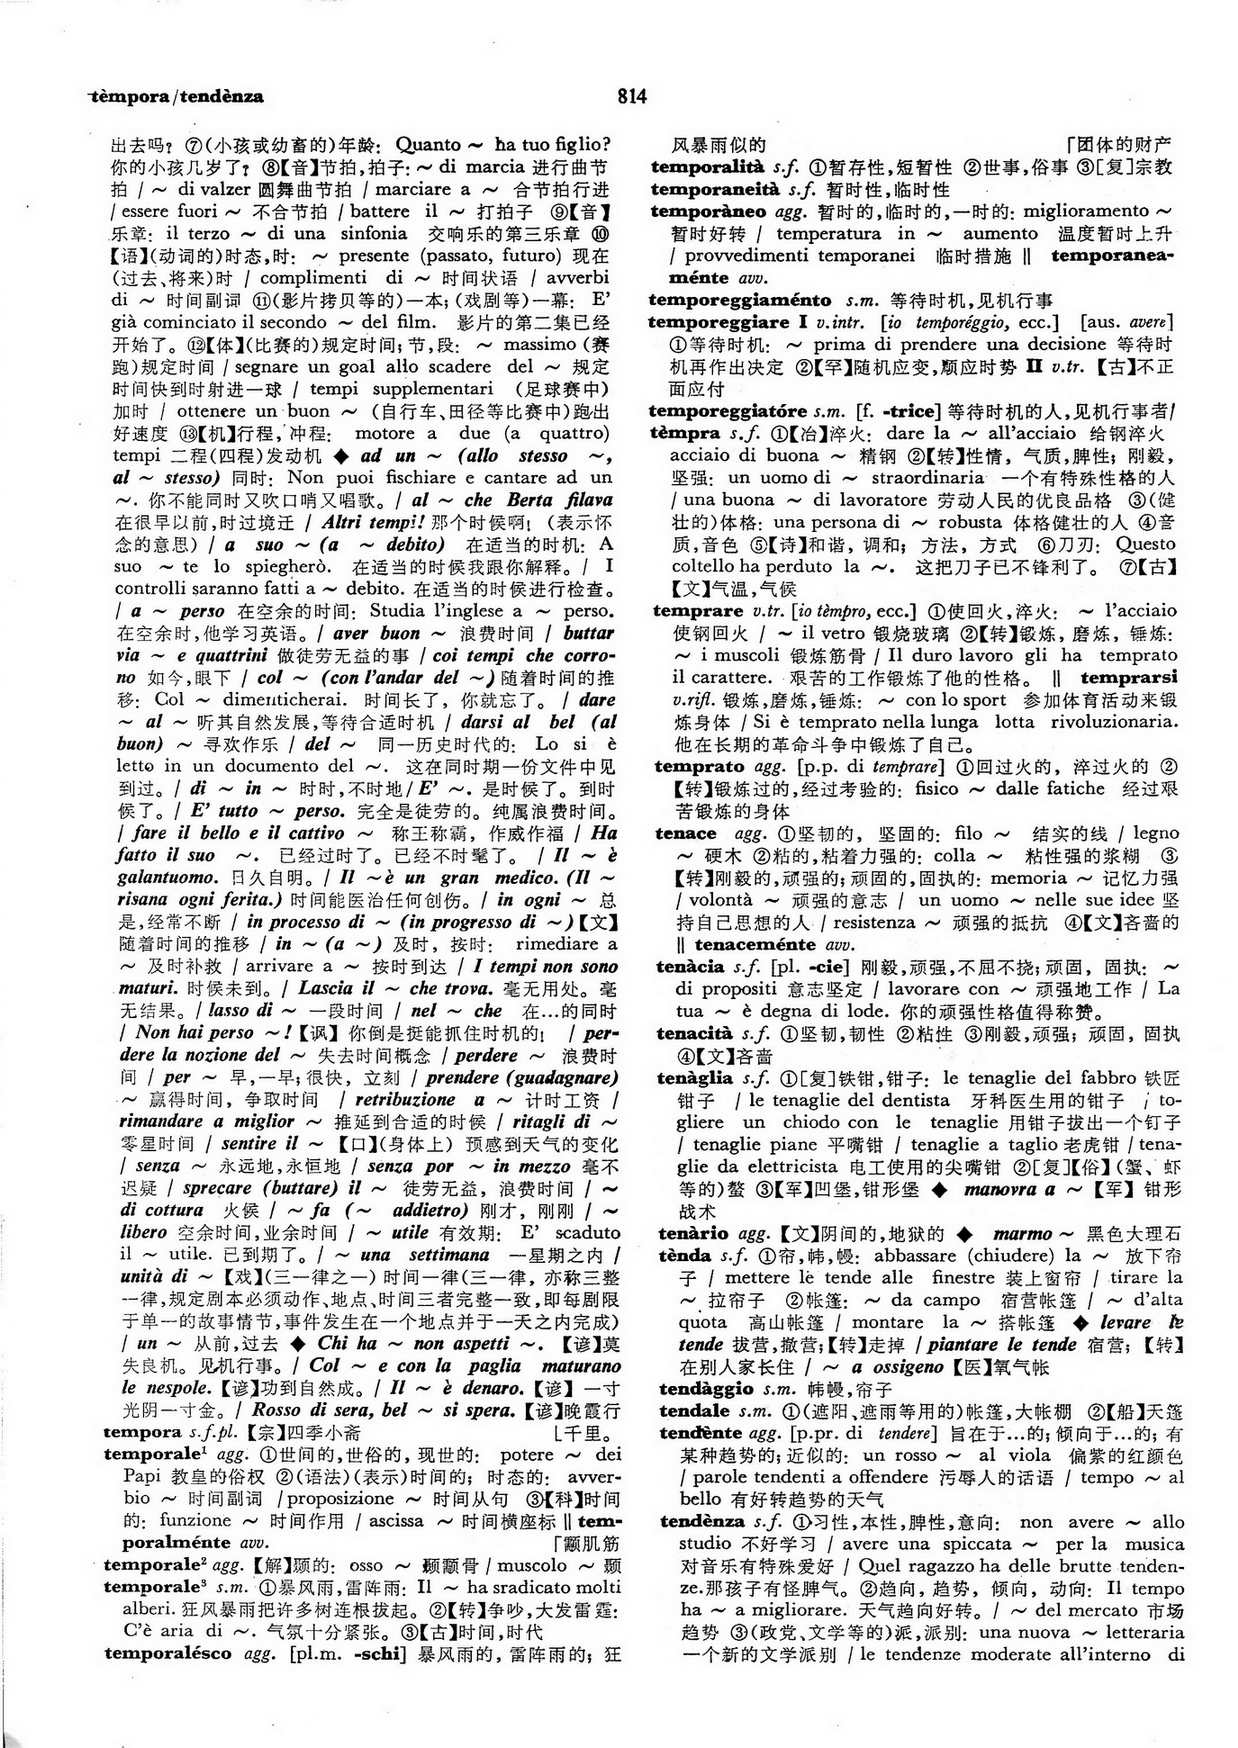 tèmpora/tendènza
814
出去吗? ⑦(小孩或幼畜的)年龄: Quanto ~ ha tuo figlio?
你的小孩几岁了? ⑧【音】节拍,拍子: ~ di marcia 进行曲节
拍 / ~ di valzer 圆舞曲节拍 / marciare a ~ 合节拍行进
/ essere fuori ~ 不合节拍 / battere il ~ 打拍子 ⑨【音】
乐章: il terzo ~ di una sinfonia 交响乐的第三乐章 ⑩
【语】(动词的)时态,时: ~ presente (passato, futuro) 现在
(过去、将来)时 / complimenti di ~ 时间状语 / avverbi
di ~ 时间副词 ⑪(影片拷贝等的)一本; (戏剧等)一幕: E'
già cominciato il secondo ~ del film. 影片的第二集已经
开始了。⑫【体】(比赛的)规定时间; 节,段: ~ massimo (赛
跑)规定时间 / segnare un goal allo scadere del ~ 规定
时间快到时射进一球 / tempi supplementari (足球赛中)
加时 / ottenere un buon ~ (自行车、田径等比赛中)跑出
好速度 ⑬【机】行程, 冲程: motore a due (a quattro)
tempi 二程(四程)发动机 ◆ ad un ~ (allo stesso ~,
al ~ stesso) 同时: Non puoi fischiare e cantare ad un
~. 你不能同时又吹口哨又唱歌。/ al ~ che Berta filava
在很早以前,时过境迁 / Altri tempi! 那个时候啊! (表示怀
念的意思) / a suo ~ (a ~ debito) 在适当的时机: A
suo ~ te lo spiegherò. 在适当的时候我跟你解释。/ I
controlli saranno fatti a ~ debito. 在适当的时候进行检查。
/ a ~ perso 在空余的时间: Studia l'inglese a ~ perso.
在空余时,他学习英语。/ aver buon ~ 浪费时间 / buttar
via ~ e quattrini 做徒劳无益的事 / coi tempi che corro-
no 如今,眼下 / col ~ (con l'andar del ~) 随着时间的推
移: Col ~ dimenticherai. 时间长了, 你就忘了。/ dare
~ al ~ 听其自然发展,等待合适时机 / darsi al bel (al
buon) ~ 寻欢作乐 / del ~ 同一历史时代的: Lo si è
letto in un documento del ~. 这在同时期一份文件中见
到过。/ di ~ in ~ 时时,不时地 / E' ~. 是时候了。到时
候了。/ E' tutto ~ perso. 完全是徒劳的。纯属浪费时间。
/ fare il bello e il cattivo ~ 称王称霸, 作威作福 / Ha
fatto il suo ~. 已经过时了。已经不时髦了。 / Il ~ è
galantuomo. 日久自明。/ Il ~ è un gran medico. (Il ~
risana ogni ferita.) 时间能医治任何创伤。/ in ogni ~ 总
是,经常不断 / in processo di ~ (in progresso di ~) 【文】
随着时间的推移 / in ~ (a ~) 及时, 按时: rimediare a
~ 及时补救 / arrivare a ~ 按时到达 / I tempi non sono
maturi. 时候未到。/ Lascia il ~ che trova. 毫无用处。毫
无结果。/ lasso di ~ 一段时间 / nel ~ che 在…的同时
/ Non hai perso ~! 【讽】 你倒是挺能抓住时机的! / per-
dere la nozione del ~ 失去时间概念 / perdere ~ 浪费时
间 / per ~ 早,一早; 很快, 立刻 / prendere (guadagnare)
~ 赢得时间, 争取时间 / retribuzione a ~ 计时工资 /
rimandare a miglior ~ 推延到合适的时候 / ritagli di ~
零星时间 / sentire il ~ 【口】(身体上) 预感到天气的变化
/ senza ~ 永远地,永恒地 / senza por ~ in mezzo 毫不
迟疑 / sprecare (buttare) il ~ 徒劳无益, 浪费时间 / ~
di cottura 火候 / ~ fa (~ addietro) 刚才, 刚刚 / ~
libero 空余时间,业余时间 / ~ utile 有效期: E' scaduto
il ~ utile. 已到期了。/ ~ una settimana 一星期之内 /
unità di ~ 【戏】(三一律之一) 时间一律(三一律, 亦称三整
一律,规定剧本必须动作、地点、时间三者完整一致,即每剧限
于单一的故事情节,事件发生在一个地点并于一天之内完成)
/ un ~ 从前,过去 ◆ Chi ha ~ non aspetti ~. 【谚】莫
失良机。见机行事。/ Col ~ e con la paglia maturano
le nespole. 【谚】功到自然成。/ Il ~ è denaro. 【谚】 一寸
光阴一寸金。/ Rosso di sera, bel ~ si spera. 【谚】晚霞行
tèmpora s.f.pl. 【宗】四季小斋 ⌊千里。
temporale¹ agg. ①世间的,世俗的, 现世的: potere ~ dei
Papi 教皇的俗权 ②(语法)(表示)时间的; 时态的: avver-
bio ~ 时间副词 / proposizione ~ 时间从句 ③【科】时间
的: funzione ~ 时间作用 / ascissa ~ 时间横座标 ‖ tem-
poralménte avv. ⌈颞肌筋
temporale² agg. 【解】颞的: osso ~ 颞颥骨 / muscolo ~ 颞
temporale³ s.m. ①暴风雨,雷阵雨: Il ~ ha sradicato molti
alberi. 狂风暴雨把许多树连根拔起。②【转】争吵,大发雷霆:
C'è aria di ~. 气氛十分紧张。③【古】时间,时代
temporalésco agg. [pl.m. -schi] 暴风雨的, 雷阵雨的; 狂
风暴雨似的 ⌈团体的财产
temporalità s.f. ①暂存性,短暂性 ②世事,俗事 ③[复]宗教
temporaneità s.f. 暂时性,临时性
temporàneo agg. 暂时的,临时的,一时的: miglioramento ~
暂时好转 / temperatura in ~ aumento 温度暂时上升
/ provvedimenti temporanei 临时措施 ‖ temporanea-
ménte avv.
temporeggiaménto s.m. 等待时机,见机行事
temporeggiare I v.intr. [io temporéggio, ecc.] [aus. avere]
①等待时机: ~ prima di prendere una decisione 等待时
机再作出决定 ②【罕】随机应变,顺应时势 II v.tr. 【古】不正
面应付
temporeggiatóre s.m. [f. -trice] 等待时机的人,见机行事者/
tèmpra s.f. ①【冶】淬火: dare la ~ all'acciaio 给钢淬火
acciaio di buona ~ 精钢 ②【转】性情, 气质,脾性; 刚毅,
坚强: un uomo di ~ straordinaria 一个有特殊性格的人
/ una buona ~ di lavoratore 劳动人民的优良品格 ③(健
壮的)体格: una persona di ~ robusta 体格健壮的人 ④音
质,音色 ⑤【诗】和谐, 调和; 方法, 方式 ⑥刀刃: Questo
coltello ha perduto la ~. 这把刀子已不锋利了。 ⑦【古】
【文】气温,气候
temprare v.tr. [io tèmpro, ecc.] ①使回火,淬火: ~ l'acciaio
使钢回火 / ~ il vetro 锻烧玻璃 ②【转】锻炼, 磨炼, 锤炼:
~ i muscoli 锻炼筋骨 / Il duro lavoro gli ha temprato
il carattere. 艰苦的工作锻炼了他的性格。 ‖ temprarsi
v.rifl. 锻炼,磨炼,锤炼: ~ con lo sport 参加体育活动来锻
炼身体 / Si è temprato nella lunga lotta rivoluzionaria.
他在长期的革命斗争中锻炼了自己。
temprato agg. [p.p. di temprare] ①回过火的, 淬过火的 ②
【转】锻炼过的,经过考验的: fisico ~ dalle fatiche 经过艰
苦锻炼的身体
tenace agg. ①坚韧的, 坚固的: filo ~ 结实的线 / legno
~ 硬木 ②粘的,粘着力强的: colla ~ 粘性强的浆糊 ③
【转】刚毅的,顽强的; 顽固的,固执的: memoria ~ 记忆力强
/ volontà ~ 顽强的意志 / un uomo ~ nelle sue idee 坚
持自己思想的人 / resistenza ~ 顽强的抵抗 ④【文】吝啬的
‖ tenaceménte avv.
tenàcia s.f. [pl. -cie] 刚毅,顽强,不屈不挠; 顽固, 固执: ~
di propositi 意志坚定 / lavorare con ~ 顽强地工作 / La
tua ~ è degna di lode. 你的顽强性格值得称赞。
tenacità s.f. ①坚韧,韧性 ②粘性 ③刚毅,顽强; 顽固, 固执
④【文】吝啬
tenàglia s.f. ①[复]铁钳,钳子: le tenaglie del fabbro 铁匠
钳子 / le tenaglie del dentista 牙科医生用的钳子 / to-
gliere un chiodo con le tenaglie 用钳子拔出一个钉子
/ tenaglie piane 平嘴钳 / tenaglie a taglio 老虎钳 / tena-
glie da elettricista 电工使用的尖嘴钳 ②[复]【俗】(蟹、虾
等的)螯 ③【军】凹堡,钳形堡 ◆ manovra a ~ 【军】 钳形
战术
tenàrio agg. 【文】阴间的,地狱的 ◆ marmo ~ 黑色大理石
tènda s.f. ①帘,帏,幔: abbassare (chiudere) la ~ 放下帘
子 / mettere le tende alle finestre 装上窗帘 / tirare la
~ 拉帘子 ②帐篷: ~ da campo 宿营帐篷 / ~ d'alta
quota 高山帐篷 / montare la ~ 搭帐篷 ◆ levare le
tende 拔营,撤营; 【转】走掉 / piantare le tende 宿营; 【转】
在别人家长住 / ~ a ossigeno 【医】氧气帐
tendàggio s.m. 帏幔,帘子
tendale s.m. ①(遮阳、遮雨等用的)帐篷,大帐棚 ②【船】天篷
tendènte agg. [p.pr. di tendere] 旨在于…的; 倾向于…的; 有
某种趋势的; 近似的: un rosso ~ al viola 偏紫的红颜色
/ parole tendenti a offendere 污辱人的话语 / tempo ~ al
bello 有好转趋势的天气
tendènza s.f. ①习性,本性,脾性,意向: non avere ~ allo
studio 不好学习 / avere una spiccata ~ per la musica
对音乐有特殊爱好 / Quel ragazzo ha delle brutte tenden-
ze.那孩子有怪脾气。②趋向, 趋势, 倾向, 动向: Il tempo
ha ~ a migliorare. 天气趋向好转。/ ~ del mercato 市场
趋势 ③(政党、文学等的)派,派别: una nuova ~ letteraria
一个新的文学派别 / le tendenze moderate all'interno di